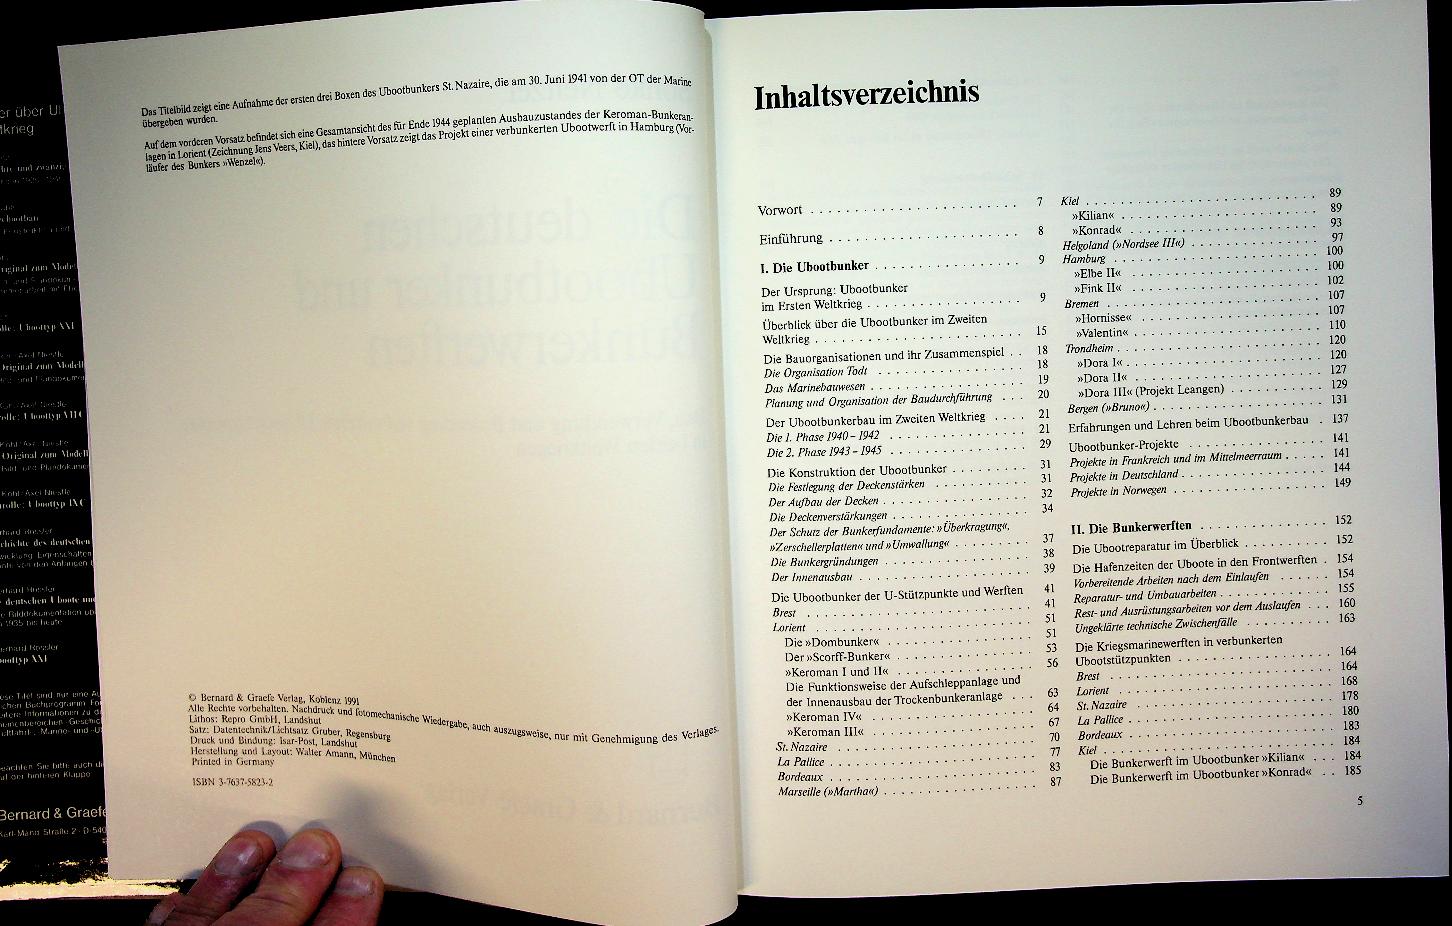 Das Titelbild zeigt eine Aufnahme der ersten drei Boxen des Ubootbunkers St. Nazaire, die am 30. Juni 1941 von der OT der Marine
übergeben wurden.
Auf dem vorderen Vorsatz befindet sich eine Gesamtansicht des für Ende 1944 geplanten Ausbauzustandes der Keroman-Bunkeran-
lagen in Lorient (Zeichnung Jens Veers, Kiel), das hintere Vorsatz zeigt das Projekt einer verbunkerten Ubootwerft in Hamburg (Vor-
läufer des Bunkers »Wenzel«).
© Bernard & Graefe Verlag, Koblenz 1991
Alle Rechte vorbehalten. Nachdruck und fotomechanische Wiedergabe, auch auszugsweise, nur mit Genehmigung des Verlages.
Lithos: Repro GmbH, Landshut
Satz: Datentechnik/Lichtsatz Gruber, Regensburg
Druck und Bindung: Isar-Post, Landshut
Herstellung und Layout: Walter Amann, München
Printed in Germany
ISBN 3-7637-5823-2
Bernard & Graefe
Inhaltsverzeichnis
Vorwort . . . . . . . . . . 7
Einführung . . . . . . . . . . 8
I. Die Ubootbunker . . . . . . . . . . 9
Der Ursprung: Ubootbunker
im Ersten Weltkrieg . . . . . . . . . . 9
Überblick über die Ubootbunker im Zweiten
Weltkrieg . . . . . . . . . . 15
Die Bauorganisationen und ihr Zusammenspiel . . 18
Die Organisation Todt . . . . . . . . . . 18
Das Marinebauwesen . . . . . . . . . . 19
Planung und Organisation der Baudurchführung . . . 20
Der Ubootbunkerbau im Zweiten Weltkrieg . . . . 21
Die 1. Phase 1940 – 1942 . . . . . . . . . . 21
Die 2. Phase 1943 – 1945 . . . . . . . . . . 29
Die Konstruktion der Ubootbunker . . . . . . . . . 31
Die Festlegung der Deckenstärken . . . . . . . . . . 31
Der Aufbau der Decken . . . . . . . . . . 32
Die Deckenverstärkungen . . . . . . . . . . 34
Der Schutz der Bunkerfundamente: »Überkragung«,
»Zerschellerplatten« und »Umwallung« . . . . . . . . . 37
Die Bunkergründungen . . . . . . . . . . 38
Der Innenausbau . . . . . . . . . . 39
Die Ubootbunker der U-Stützpunkte und Werften 41
Brest . . . . . . . . . . 41
Lorient . . . . . . . . . . 51
Die »Dombunker« . . . . . . . . . . 51
Der »Scorff-Bunker« . . . . . . . . . . 53
»Keroman I und II« . . . . . . . . . . 56
Die Funktionsweise der Aufschleppanlage und
der Innenausbau der Trockenbunkeranlage . . . 63
»Keroman IV« . . . . . . . . . . 64
»Keroman III« . . . . . . . . . . 67
St. Nazaire . . . . . . . . . . 70
La Pallice . . . . . . . . . . 77
Bordeaux . . . . . . . . . . 83
Marseille (»Martha«) . . . . . . . . . . 87
Kiel . . . . . . . . . . 89
»Kilian« . . . . . . . . . . 89
»Konrad« . . . . . . . . . . 93
Helgoland (»Nordsee III«) . . . . . . . . . . 97
Hamburg . . . . . . . . . . 100
»Elbe II« . . . . . . . . . . 100
»Fink II« . . . . . . . . . . 102
Bremen . . . . . . . . . . 107
»Hornisse« . . . . . . . . . . 107
»Valentin« . . . . . . . . . . 110
Trondheim . . . . . . . . . . 120
»Dora I« . . . . . . . . . . 120
»Dora II« . . . . . . . . . . 127
»Dora III« (Projekt Leangen) . . . . . . . . . 129
Bergen (»Bruno«) . . . . . . . . . . 131
Erfahrungen und Lehren beim Ubootbunkerbau . 137
Ubootbunker-Projekte . . . . . . . . . . 141
Projekte in Frankreich und im Mittelmeerraum . . . . . 141
Projekte in Deutschland . . . . . . . . . . 144
Projekte in Norwegen . . . . . . . . . . 149
II. Die Bunkerwerften . . . . . . . . . . 152
Die Ubootreparatur im Überblick . . . . . . . . . . 152
Die Hafenzeiten der Uboote in den Frontwerften . 154
Vorbereitende Arbeiten nach dem Einlaufen . . . . . . 154
Reparatur- und Umbauarbeiten . . . . . . . . . . 155
Rest- und Ausrüstungsarbeiten vor dem Auslaufen . . . 160
Ungeklärte technische Zwischenfälle . . . . . . . . . . 163
Die Kriegsmarinewerften in verbunkerten
Ubootstützpunkten . . . . . . . . . . 164
Brest . . . . . . . . . . 164
Lorient . . . . . . . . . . 168
St. Nazaire . . . . . . . . . . 178
La Pallice . . . . . . . . . . 180
Bordeaux . . . . . . . . . . 183
Kiel . . . . . . . . . . 184
Die Bunkerwerft im Ubootbunker »Kilian« . . . 184
Die Bunkerwerft im Ubootbunker »Konrad« . . 185
5